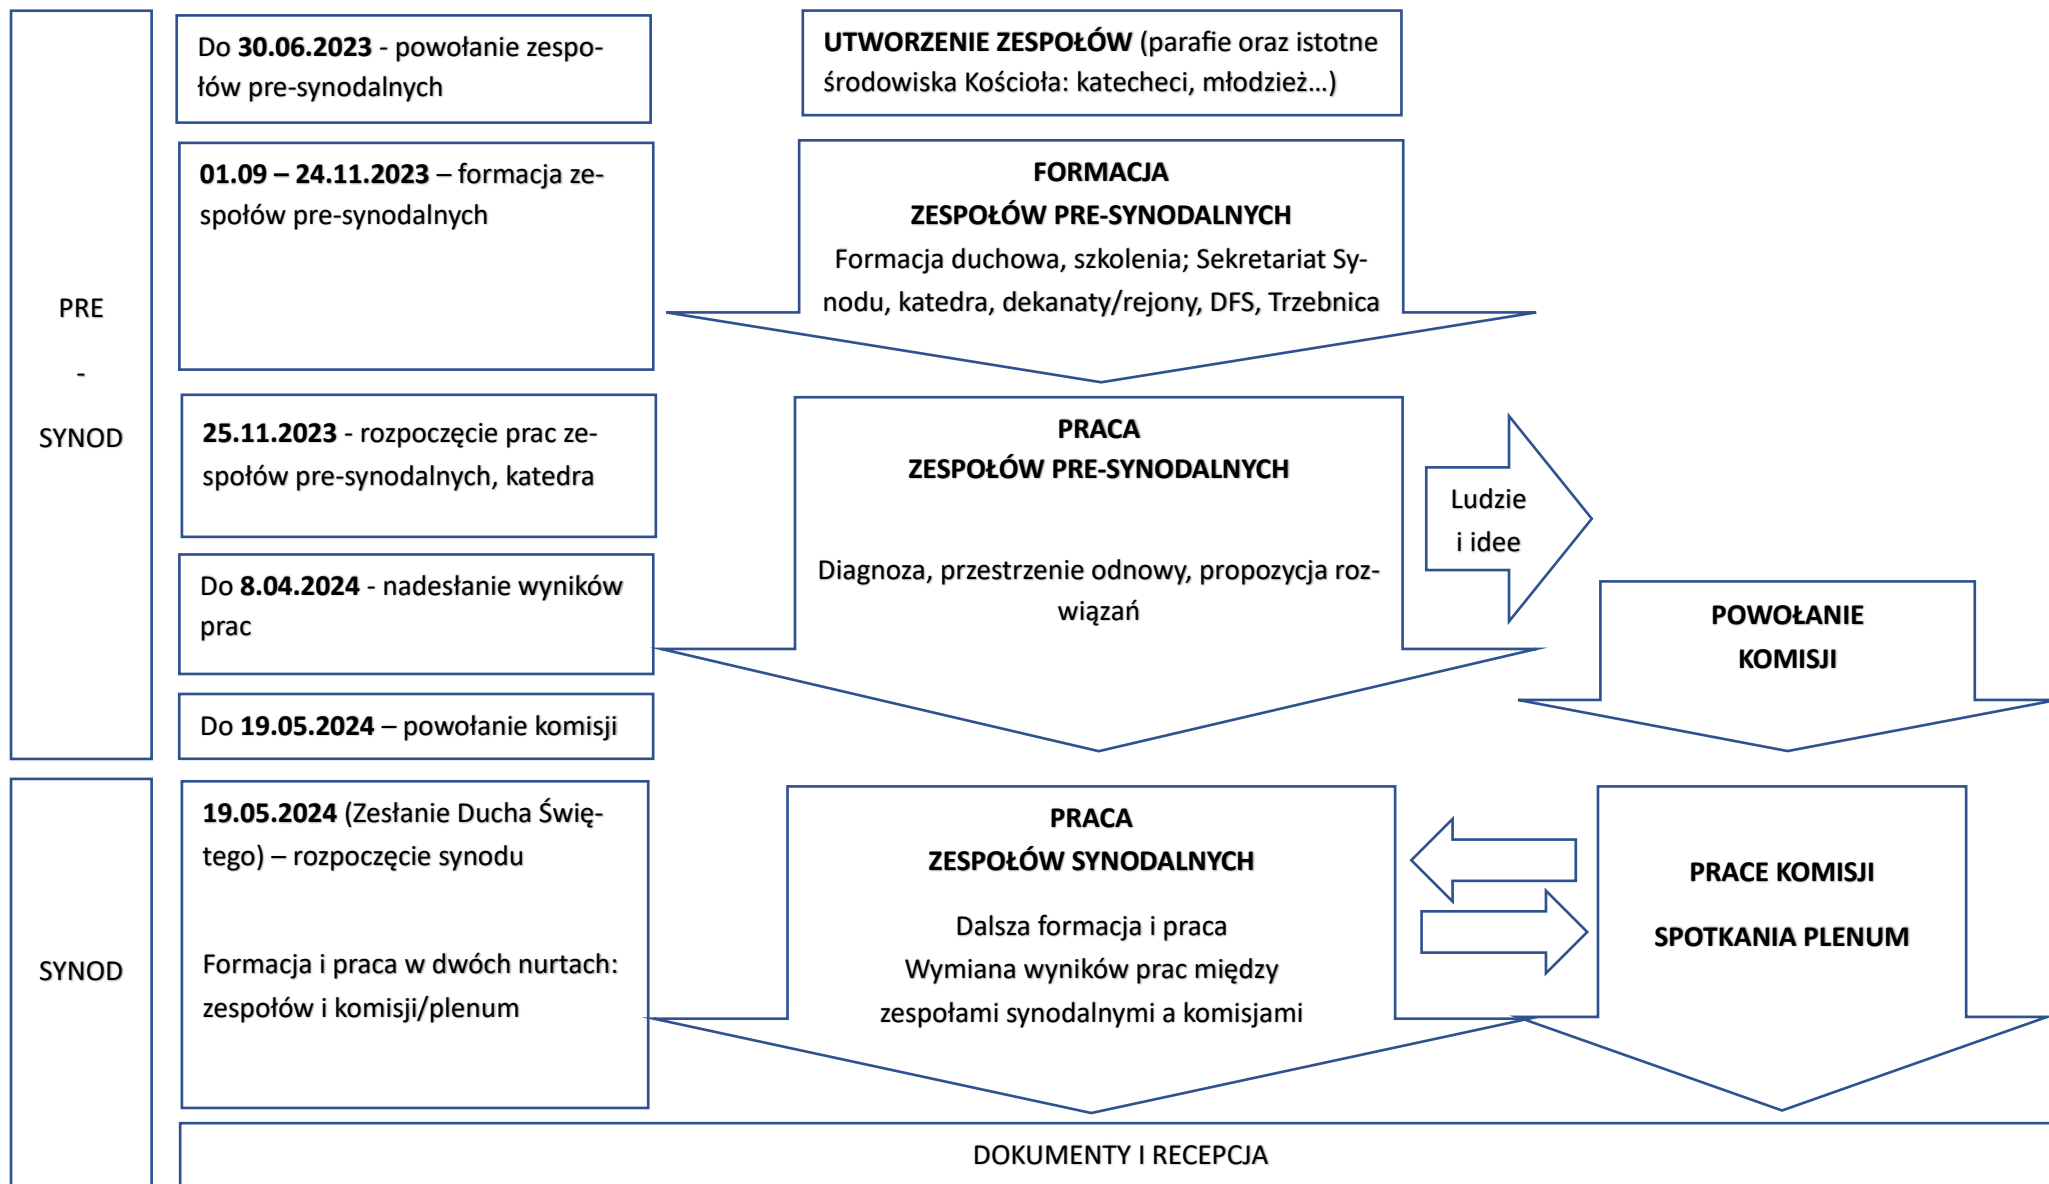 PRE
-
SYNOD
Do 30.06.2023 - powołanie zespo-
łów pre-synodalnych
UTWORZENIE ZESPOŁÓW (parafie oraz istotne
środowiska Kościoła: katecheci, młodzież...)
01.09 – 24.11.2023 – formacja ze-
społów pre-synodalnych
FORMACJA
ZESPOŁÓW PRE-SYNODALNYCH
Formacja duchowa, szkolenia; Sekretariat Sy-
nodu, katedra, dekanaty/rejony, DFS, Trzebnica
25.11.2023 - rozpoczęcie prac ze-
społów pre-synodalnych, katedra
PRACA
ZESPOŁÓW PRE-SYNODALNYCH
Diagnoza, przestrzenie odnowy, propozycja roz-
wiązań
Ludzie
i idee
Do 8.04.2024 - nadesłanie wyników
prac
POWOŁANIE
KOMISJI
Do 19.05.2024 – powołanie komisji
SYNOD
19.05.2024 (Zesłanie Ducha Świę-
tego) – rozpoczęcie synodu
Formacja i praca w dwóch nurtach:
zespołów i komisji/plenum
PRACA
ZESPOŁÓW SYNODALNYCH
Dalsza formacja i praca
Wymiana wyników prac między
zespołami synodalnymi a komisjami
PRACE KOMISJI
SPOTKANIA PLENUM
DOKUMENTY I RECEPCJA